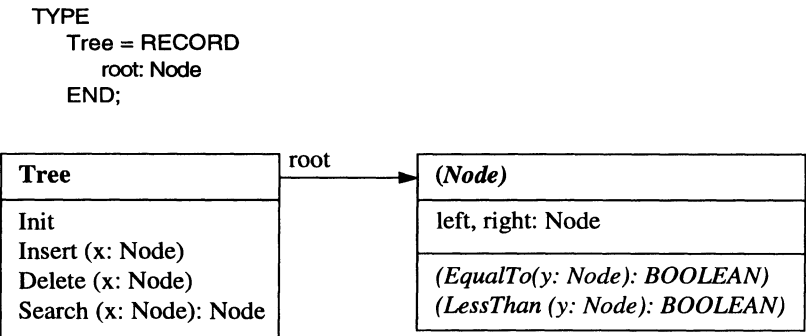 TYPE
Tree = RECORD
root: Node
END;
root
Tree
Init
Insert (x: Node)
Delete (x: Node)
Search (x: Node): Node
(Node)
left, right: Node
(EqualTo(y: Node): BOOLEAN)
(LessThan (y: Node): BOOLEAN)